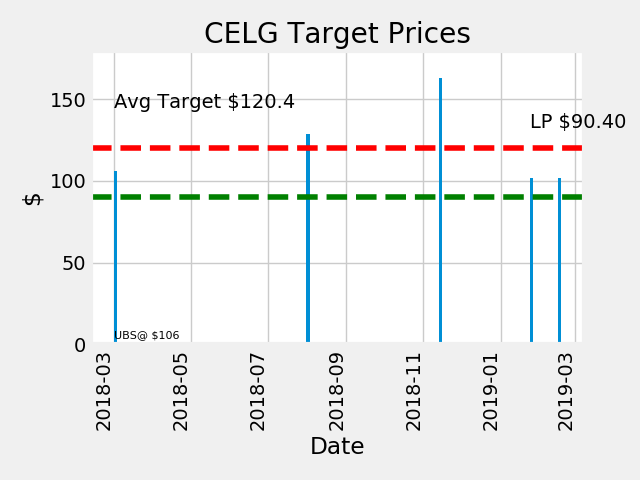 CELG Target Prices
150
Avg Target $120.4
LP $90.40
100
$
50
UBS@ $106
0
2018-03
2018-05
2018-07
2018-09
2018-11
2019-01
2019-03
Date